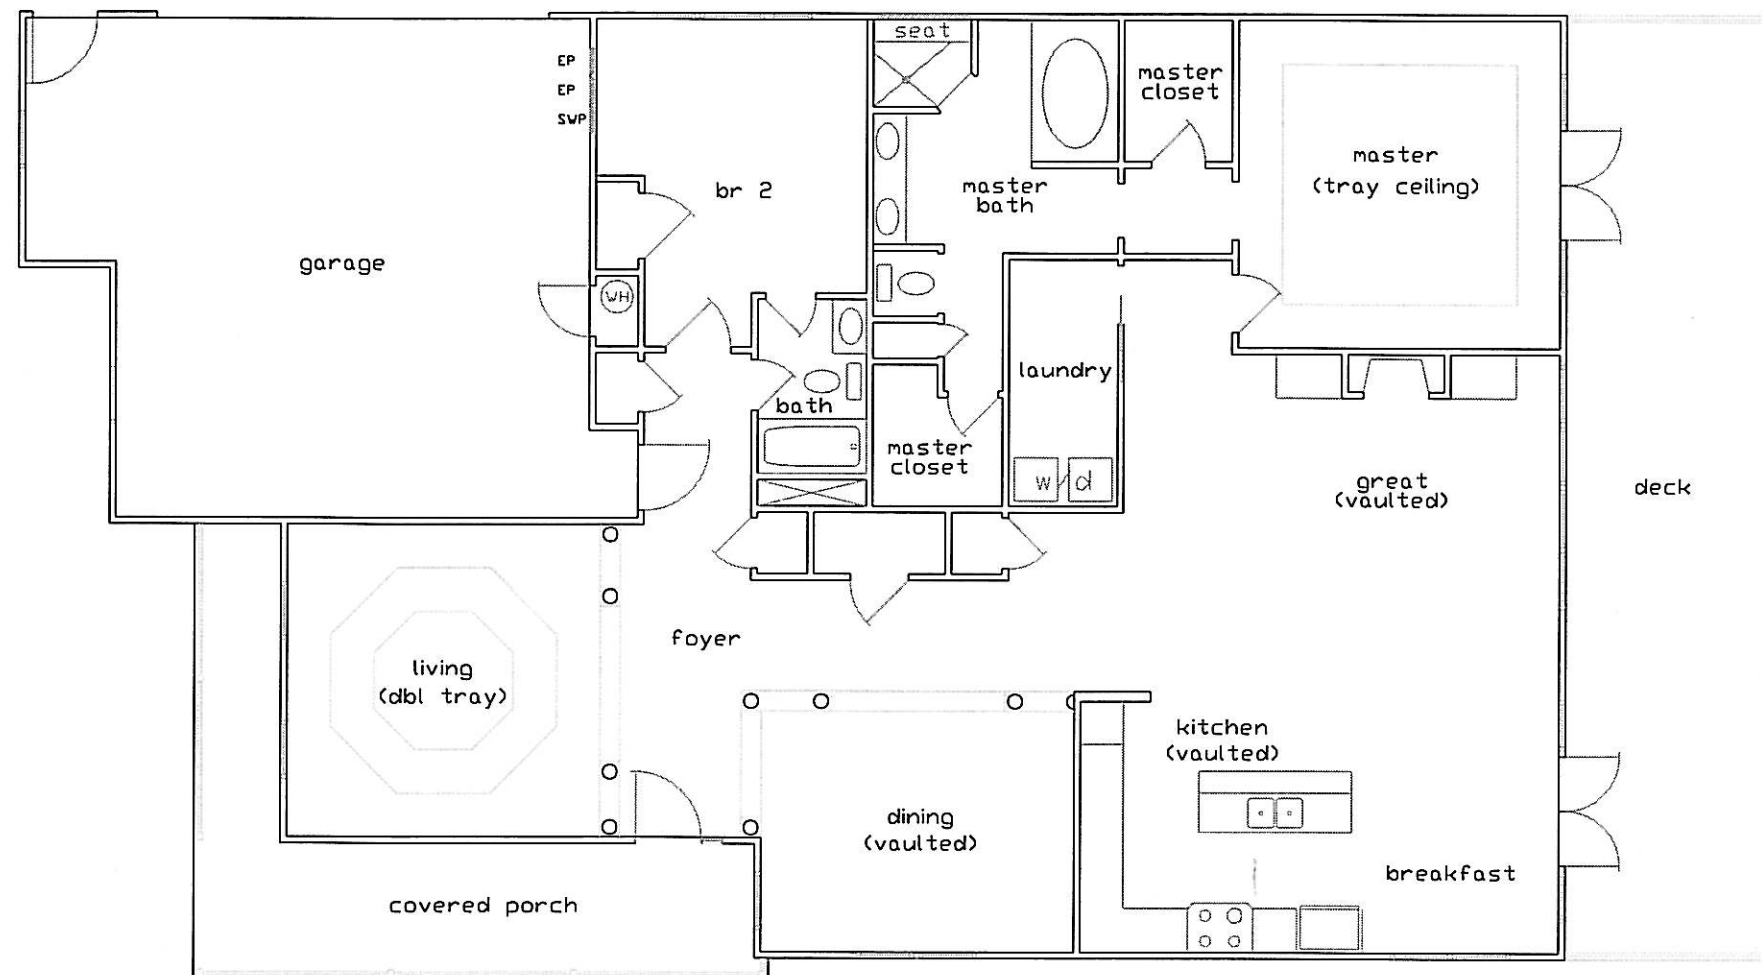 seat
EP
EP
SWP
master
closet
master
(tray ceiling)
br 2
master
bath
garage
WH
laundry
bath
master
closet
w/d
great
(vaulted)
deck
foyer
living
(dbl tray)
kitchen
(vaulted)
dining
(vaulted)
breakfast
covered porch